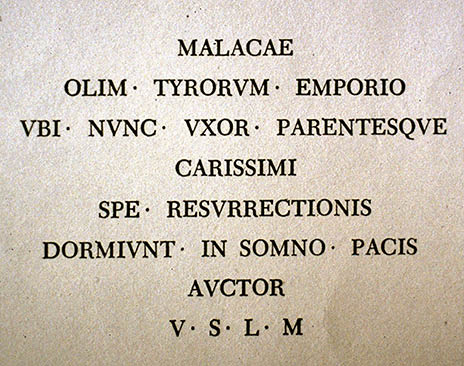 MALACAE
OLIM · TYRORVM · EMPORIO
VBI · NVNC · VXOR · PARENTESQVE
CARISSIMI
SPE · RESVRRECTIONIS
DORMIVNT · IN SOMNO · PACIS
AVCTOR
V · S · L · M